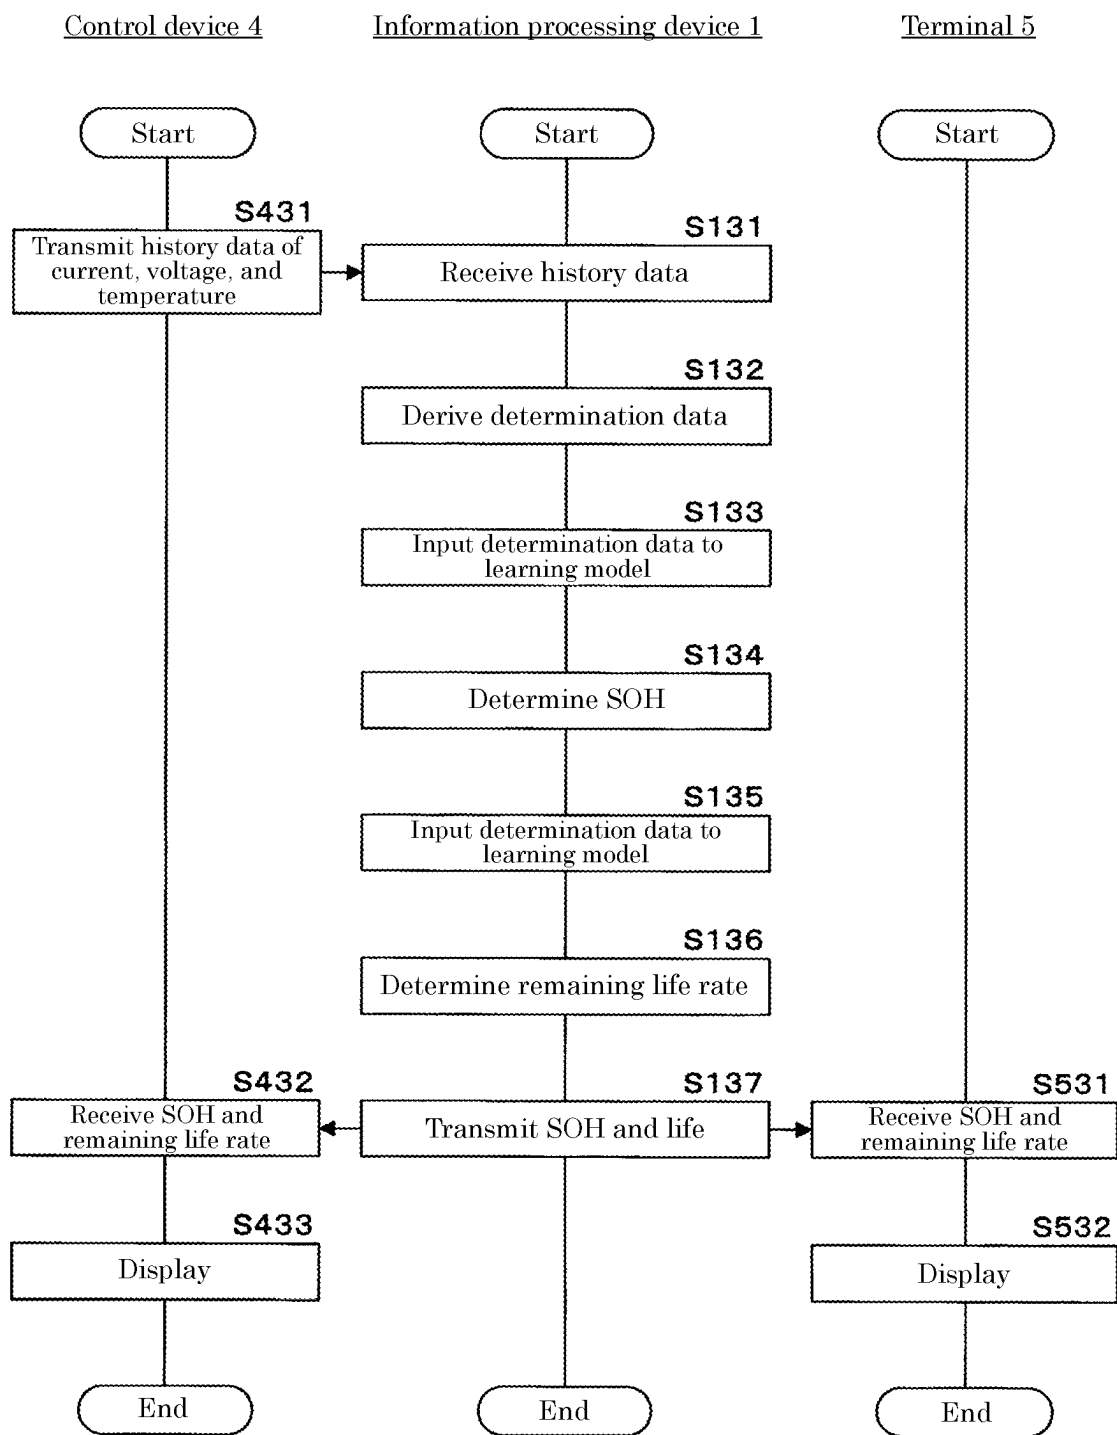 Control device 4
Information processing device 1
Terminal 5
Start
Start
Start
S431
Transmit history data of
current, voltage, and
temperature
S131
Receive history data
S132
Derive determination data
S133
Input determination data to
learning model
S134
Determine SOH
S135
Input determination data to
learning model
S136
Determine remaining life rate
S432
Receive SOH and
remaining life rate
S137
Transmit SOH and life
S531
Receive SOH and
remaining life rate
S433
Display
S532
Display
End
End
End